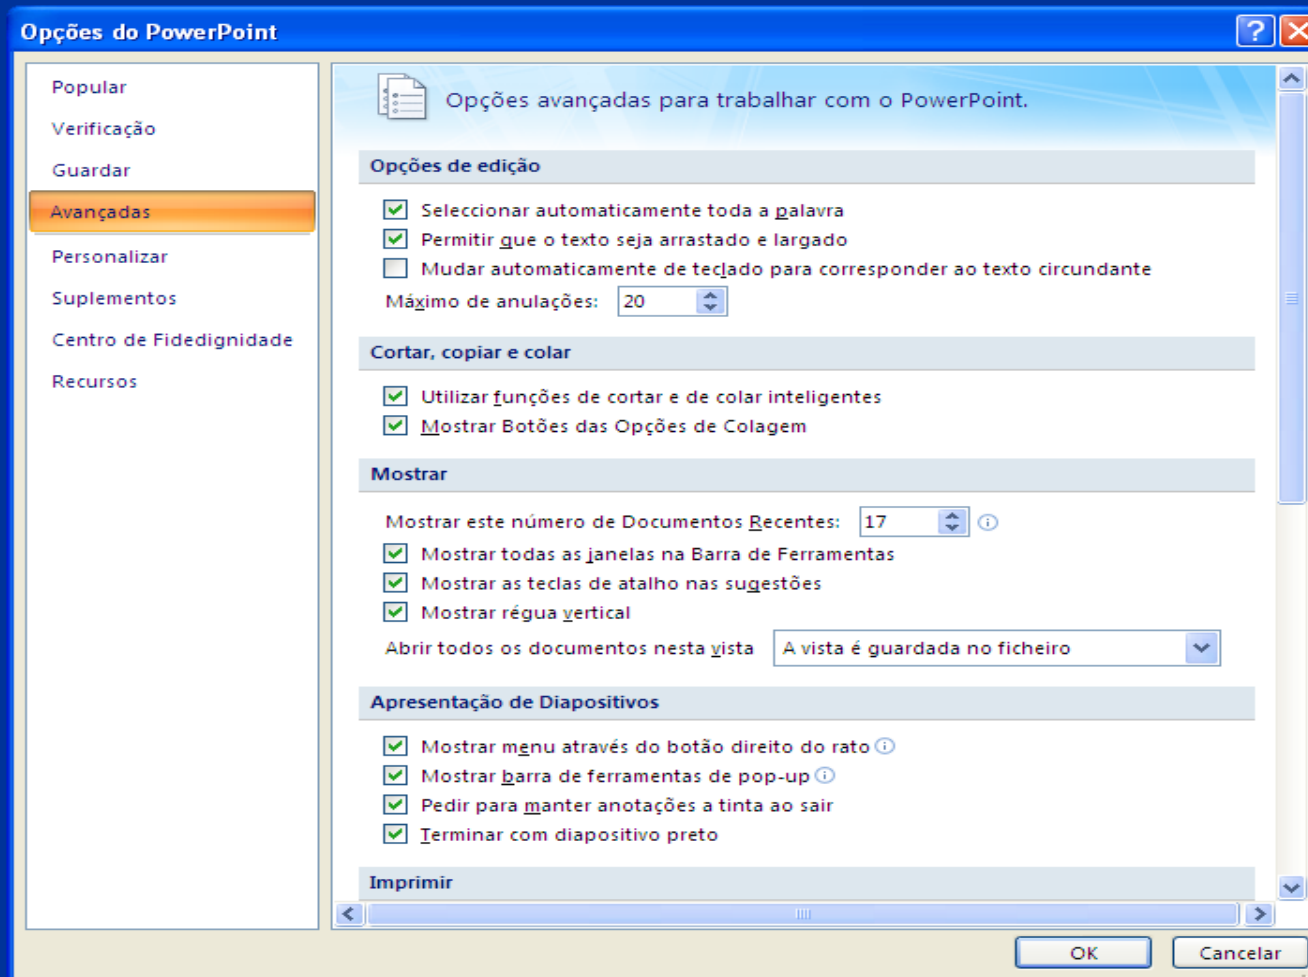 Opções do PowerPoint
Popular
Verificação
Guardar
Avançadas
Personalizar
Suplementos
Centro de Fidedignidade
Recursos
Opções avançadas para trabalhar com o PowerPoint.
Opções de edição
Seleccionar automaticamente toda a palavra
Permitir que o texto seja arrastado e largado
Mudar automaticamente de teclado para corresponder ao texto circundante
Máximo de anulações: 20
Cortar, copiar e colar
Utilizar funções de cortar e de colar inteligentes
Mostrar Botões das Opções de Colagem
Mostrar
Mostrar este número de Documentos Recentes: 17
Mostrar todas as janelas na Barra de Ferramentas
Mostrar as teclas de atalho nas sugestões
Mostrar régua vertical
Abrir todos os documentos nesta vista A vista é guardada no ficheiro
Apresentação de Diapositivos
Mostrar menu através do botão direito do rato
Mostrar barra de ferramentas de pop-up
Pedir para manter anotações a tinta ao sair
Terminar com diapositivo preto
Imprimir
OK Cancelar